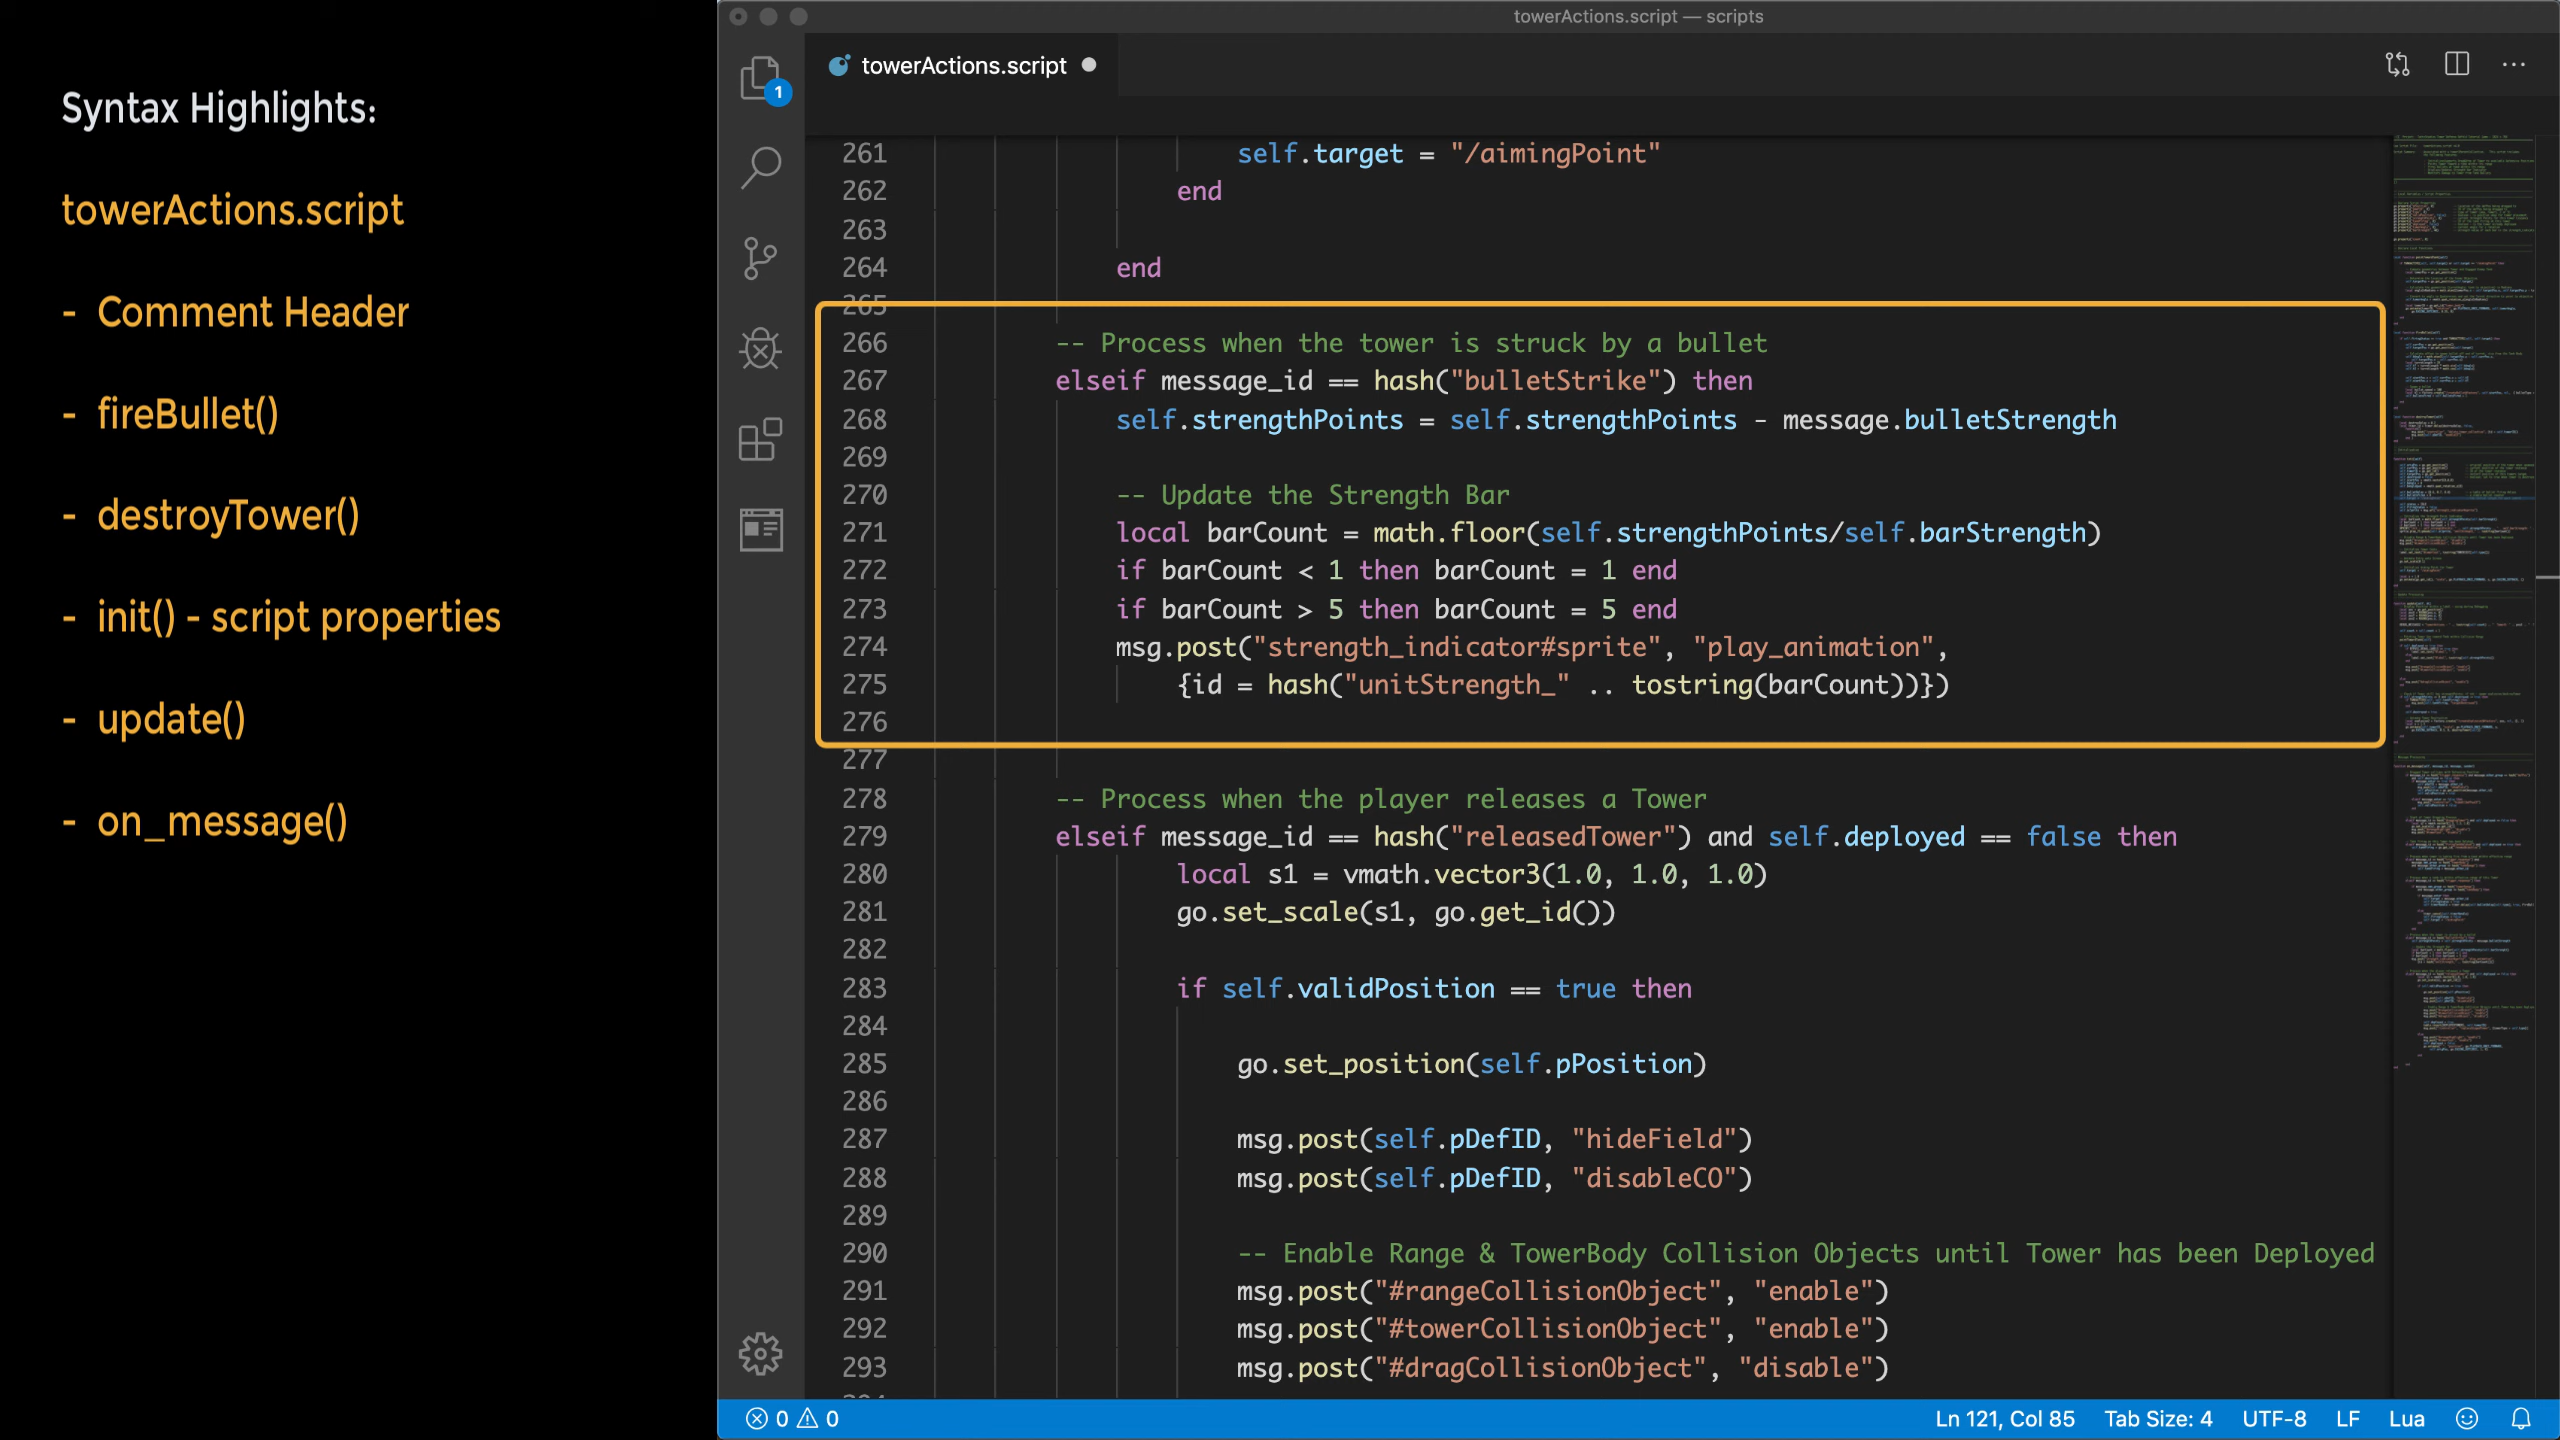 Syntax Highlights:
towerActions.script
- Comment Header
- fireBullet()
- destroyTower()
- init() - script properties
- update()
- on_message()
towerActions.script — scripts
towerActions.script
1
261 self.target = "/aimingPoint"
262 end
263
264 end
265
266 -- Process when the tower is struck by a bullet
267 elseif message_id == hash("bulletStrike") then
268 self.strengthPoints = self.strengthPoints - message.bulletStrength
269
270 -- Update the Strength Bar
271 local barCount = math.floor(self.strengthPoints/self.barStrength)
272 if barCount < 1 then barCount = 1 end
273 if barCount > 5 then barCount = 5 end
274 msg.post("strength_indicator#sprite", "play_animation",
275 {id = hash("unitStrength_" .. tostring(barCount))})
276
277
278 -- Process when the player releases a Tower
279 elseif message_id == hash("releasedTower") and self.deployed == false then
280 local s1 = vmath.vector3(1.0, 1.0, 1.0)
281 go.set_scale(s1, go.get_id())
282
283 if self.validPosition == true then
284
285 go.set_position(self.pPosition)
286
287 msg.post(self.pDefID, "hideField")
288 msg.post(self.pDefID, "disableCO")
289
290 -- Enable Range & TowerBody Collision Objects until Tower has been Deployed
291 msg.post("#rangeCollisionObject", "enable")
292 msg.post("#towerCollisionObject", "enable")
293 msg.post("#dragCollisionObject", "disable")
0 0 Ln 121, Col 85 Tab Size: 4 UTF-8 LF Lua